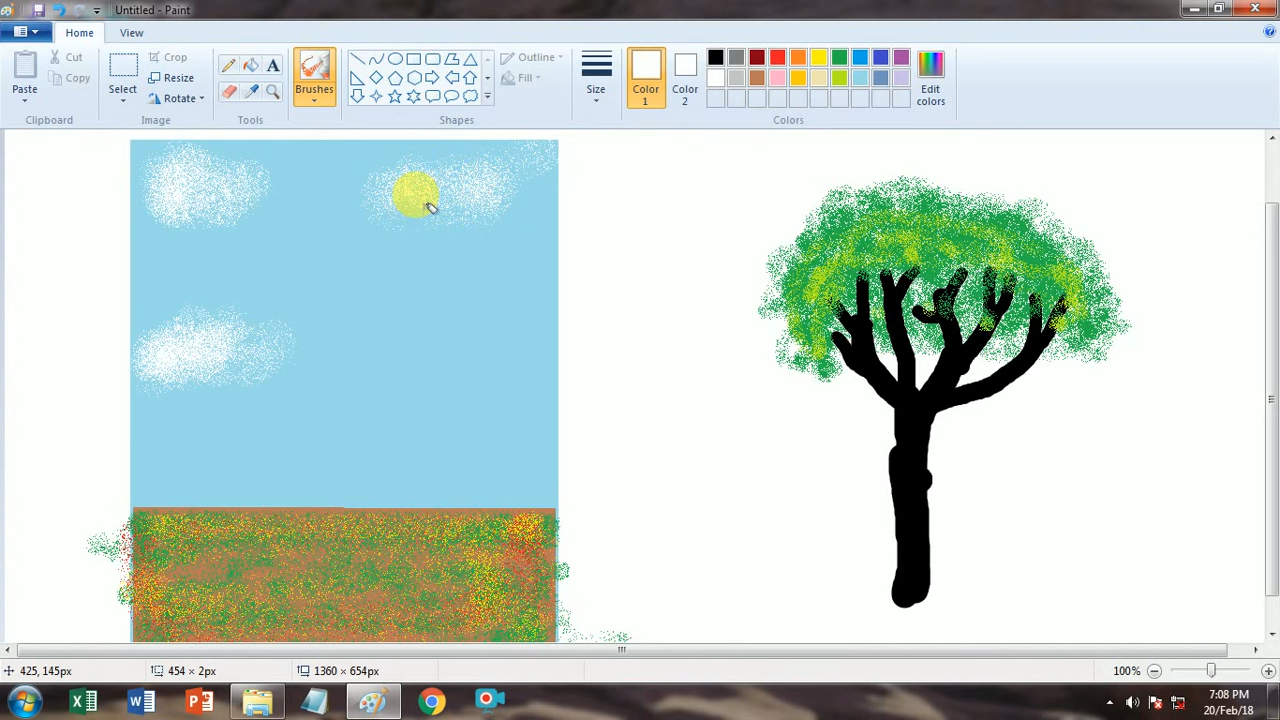 Untitled - Paint
Home
View
Paste
Cut
Copy
Clipboard
Select
Crop
Resize
Rotate
Image
A
Tools
Brushes
Outline
Fill
Shapes
Size
Color 1
Color 2
Edit colors
Colors
425, 145px
454 × 2px
1360 × 654px
100%
7:08 PM
20/Feb/18